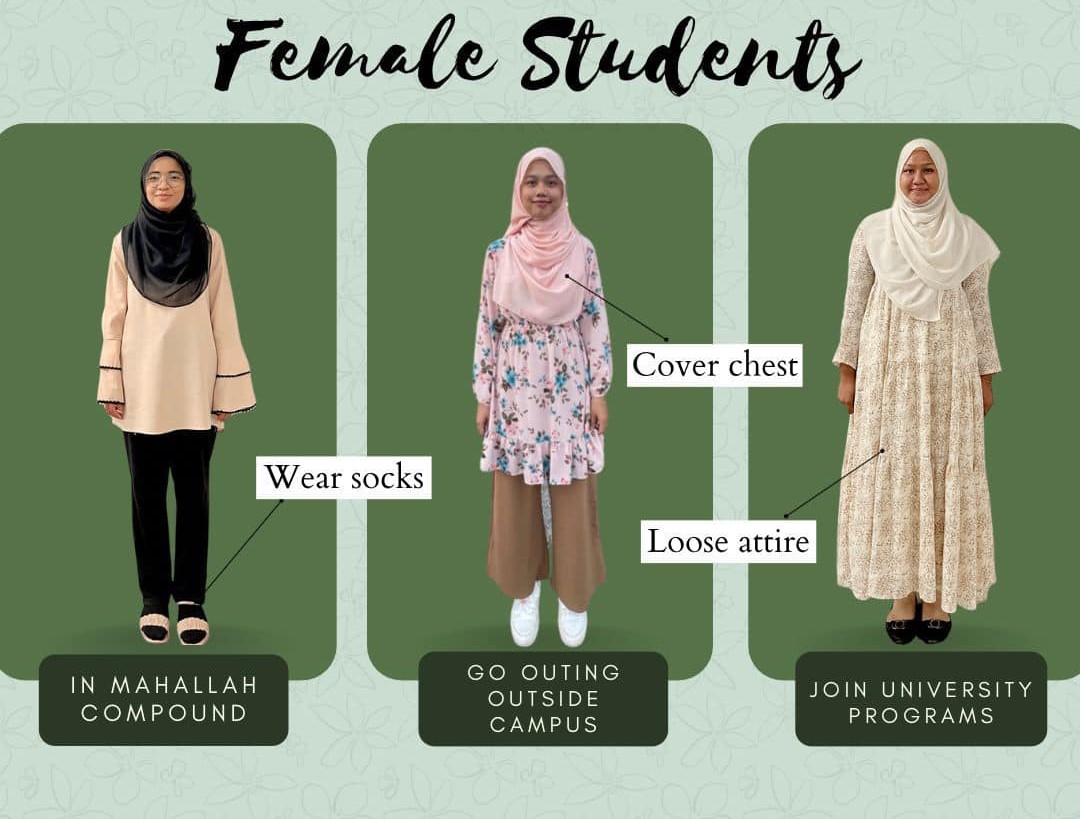 Female Students
Cover chest
Wear socks
Loose attire
IN MAHALLAH
COMPOUND
GO OUTING
OUTSIDE
CAMPUS
JOIN UNIVERSITY
PROGRAMS